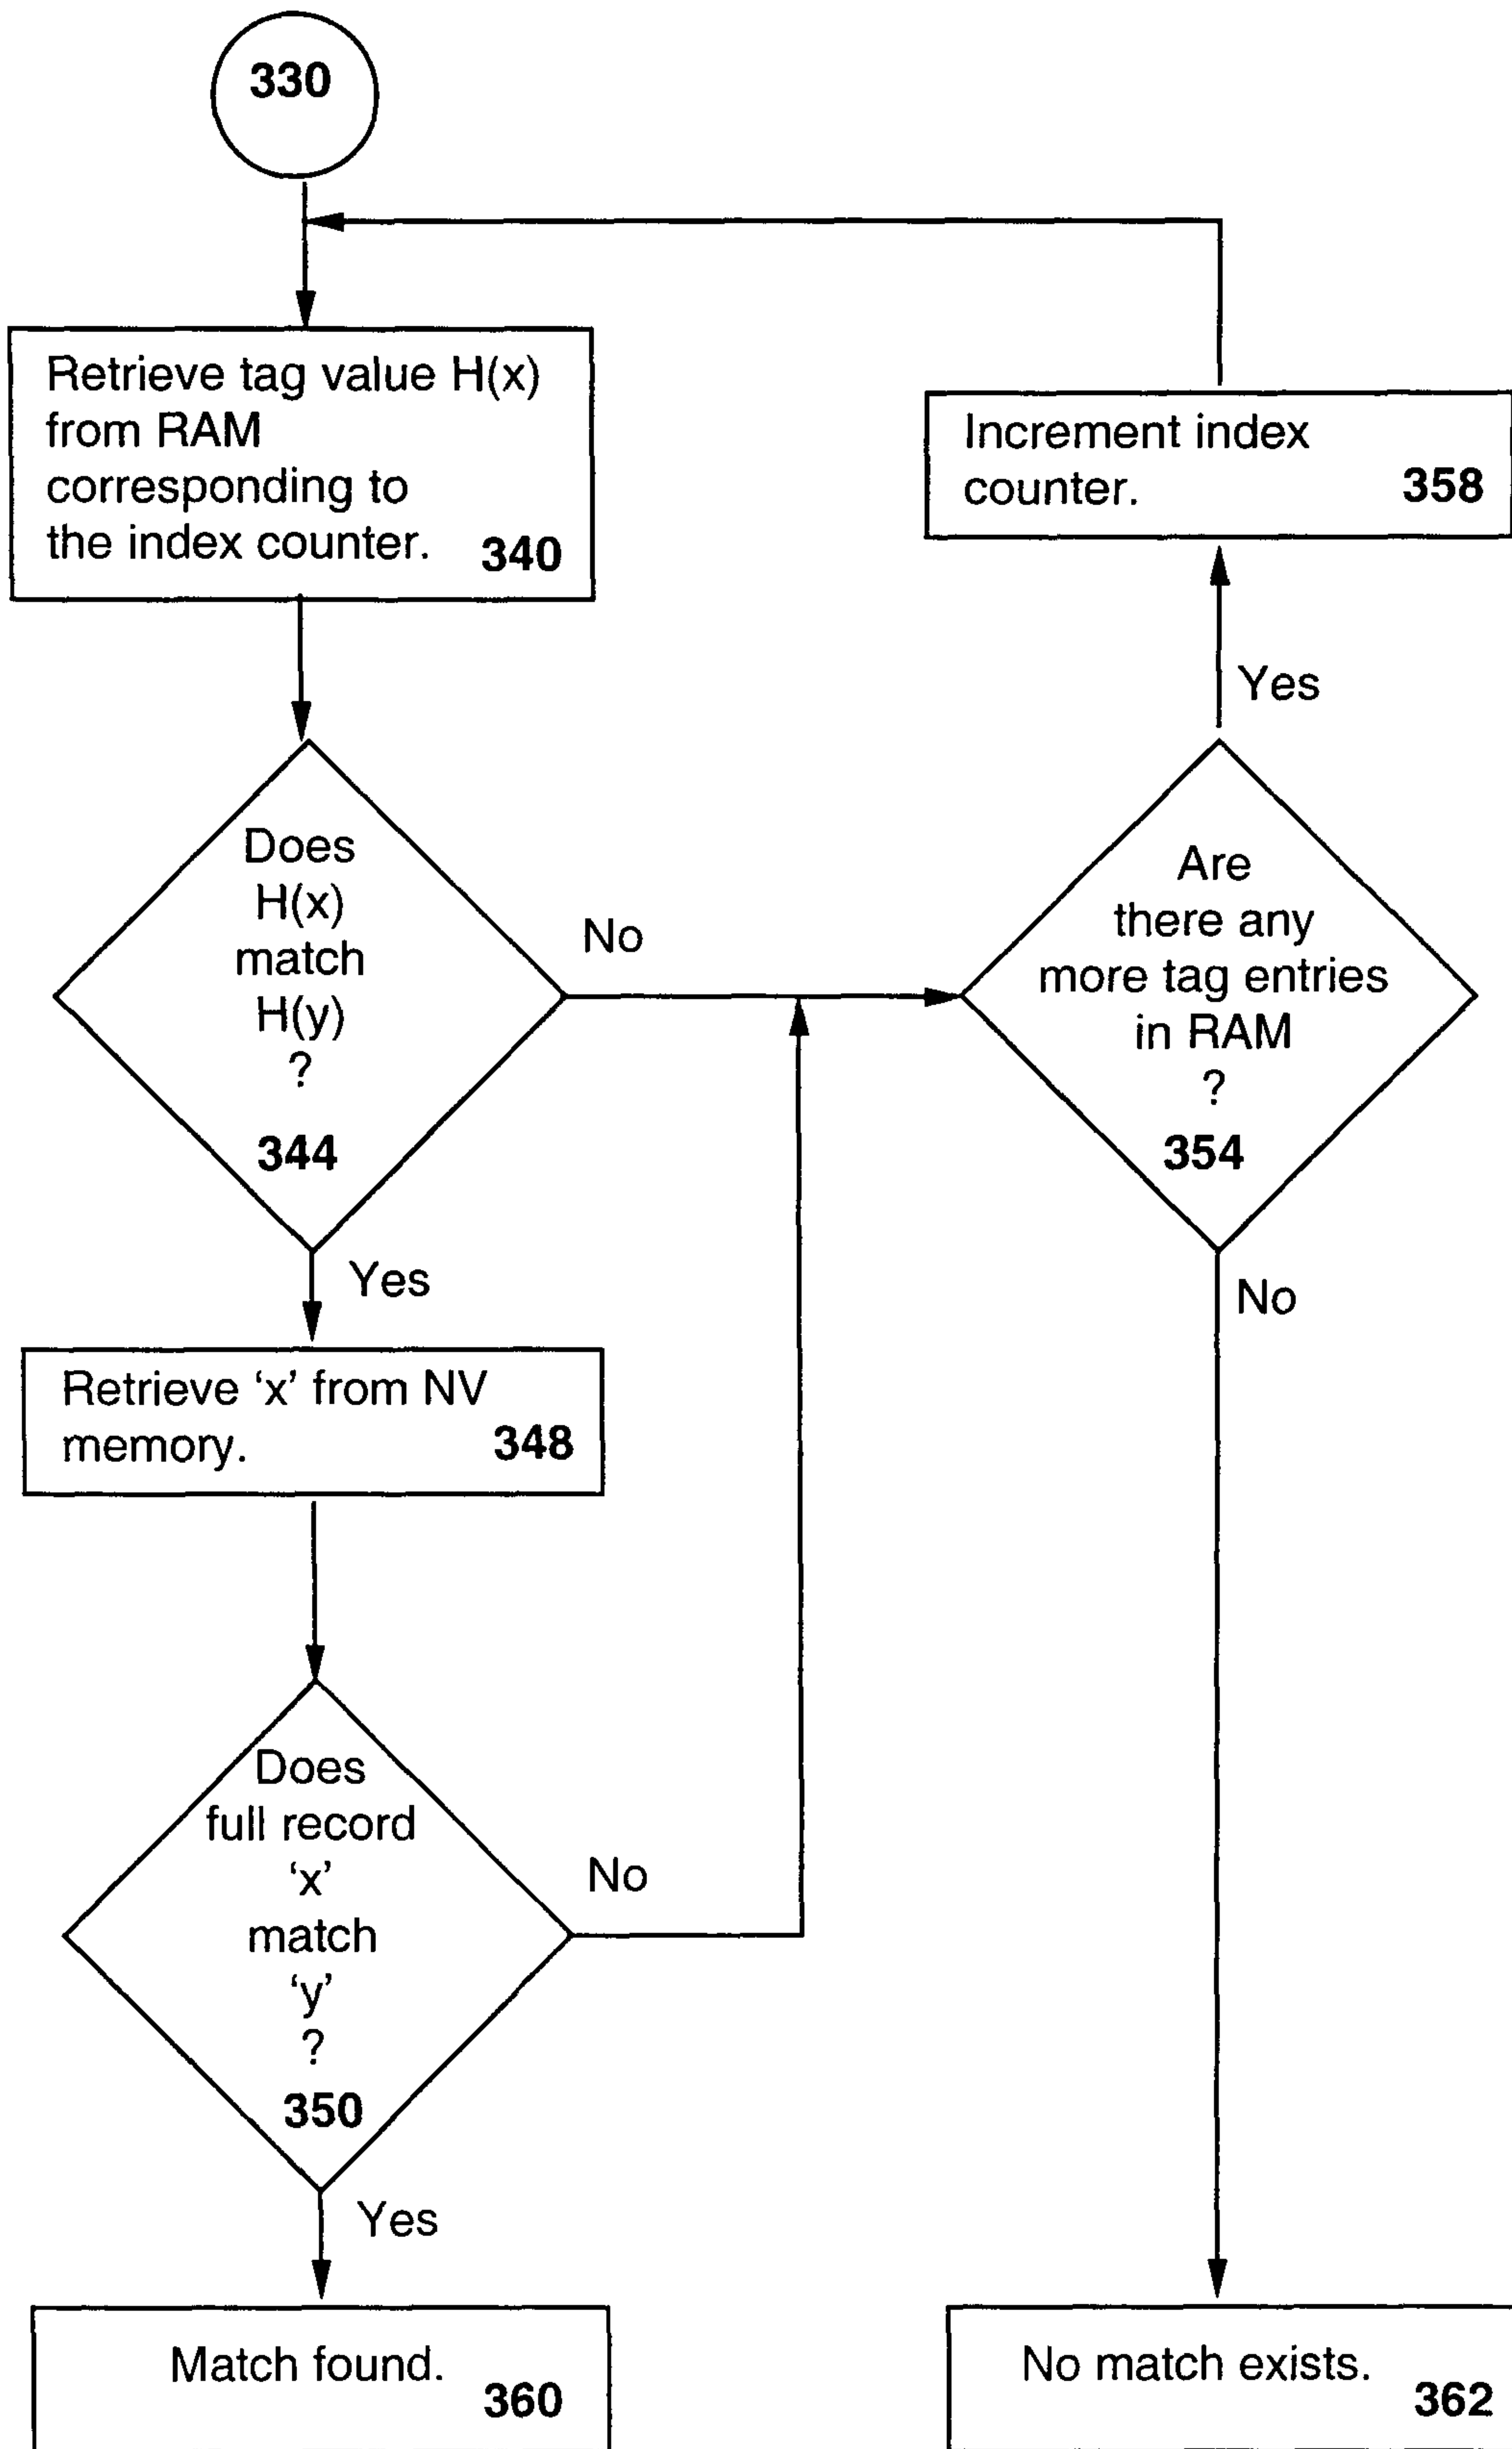 330
Retrieve tag value H(x)
from RAM
corresponding to
the index counter. 340
Increment index
counter. 358
Yes
Does
H(x)
match
H(y)
?
344
No
Are
there any
more tag entries
in RAM
?
354
Yes
No
Retrieve ‘x’ from NV
memory. 348
Does
full record
‘x’
match
‘y’
?
350
No
Yes
Match found.
360
No match exists.
362